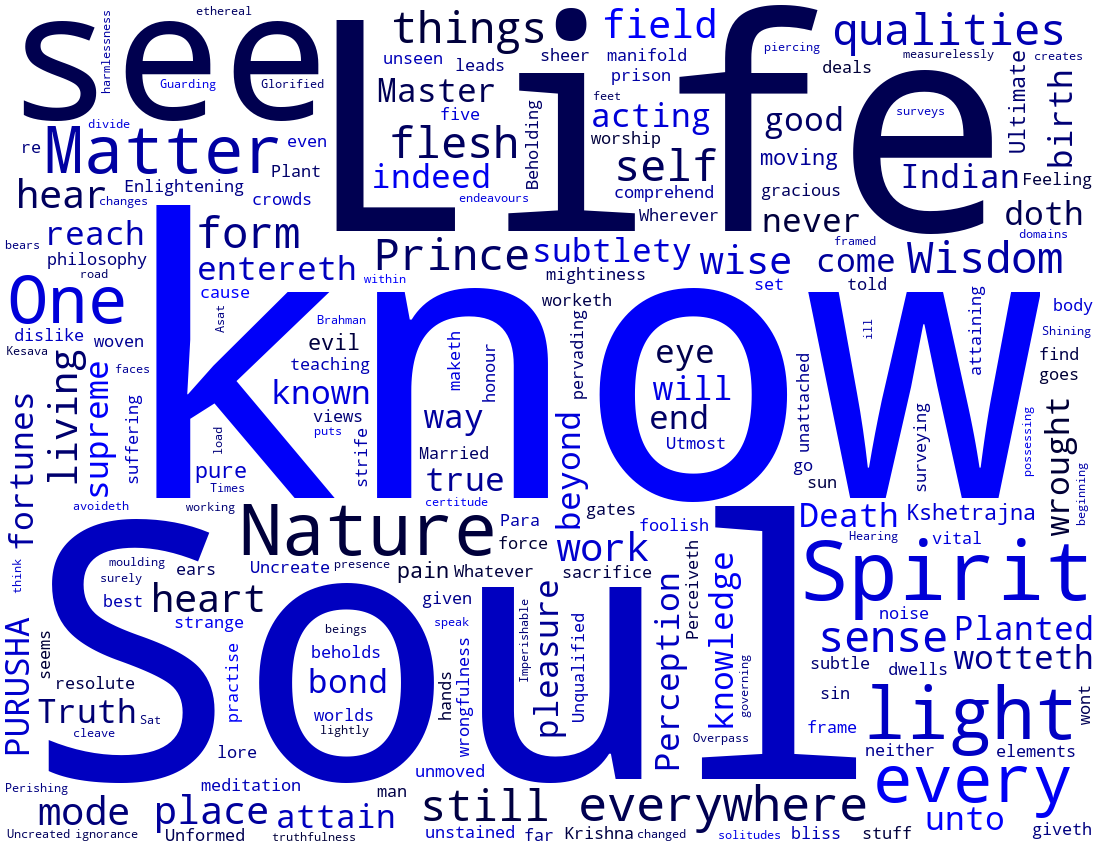 ethereal
see
Life
things
field
qualities
harmlessness
unseen
leads
sheer
manifold
piercing
measurelessly
creates
Guarding
Glorified
Master
prison
deals
Ultimate
birth
feet
divide
five
acting
surveys
Matter
even
flesh
Beholding
worship
good
re
Plant
self
moving
Enlightening
indeed
comprehend
gracious
Indian
Feeling
hear
changes
crowds
endeavours
Wherever
never
doth
domains
reach
form
Prince
subtlety
framed
bears
philosophy
wise
come
Wisdom
road
entereth
within
mightiness
set
told
One
cause
Asat
know
worketh
attaining
body
Brahman
pervading
ill
Shining
dislike
woven
evil
maketh
honour
eye
find
Kesava
living
faces
teaching
unattached
goes
supreme
known
will
fortunes
suffering
views
way
end
surveying
possessing
wrought
puts
beyond
Utmost
load
strife
Married
go
beginning
pure
true
sun
Times
certitude
avoideth
working
gates
Death
Kshetrajna
Soul
Nature
Para
foolish
Hearing
vital
force
work
Spirit
think
moulding
ears
Uncreate
presence
pain
Whatever
sacrifice
surely
Perceiveth
knowledge
best
heart
given
pleasure
Perception
noise
strange
beings
speak
Imperishable
Unqualified
sense
Planted
PURUSHA
seems
beholds
wrongfulness
wotteth
practise
bond
subtle
dwells
resolute
hands
governing
Truth
Sat
worlds
sin
light
wont
cleave
lightly
frame
lore
Overpass
neither
elements
unmoved
Perishing
meditation
man
every
mode
place
attain
still
everywhere
unto
giveth
Uncreated
ignorance
Unformed
truthfulness
unstained
far
Krishna
changed
solitudes
bliss
stuff